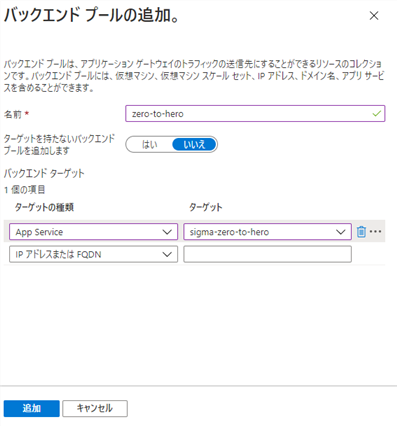 バックエンド プールの追加。
バックエンド プールは、アプリケーション ゲートウェイのトラフィックの送信先にすることができるリソースのコレクショ
ンです。バックエンド プールには、仮想マシン、仮想マシン スケール セット、IP アドレス、ドメイン名、アプリ サービ
スを含めることができます。
名前 * zero-to-hero
ターゲットを持たないバックエンド
プールを追加します
はい いいえ
バックエンド ターゲット
1 個の項目
ターゲットの種類 ターゲット
App Service sigma-zero-to-hero
IP アドレスまたは FQDN
追加 キャンセル